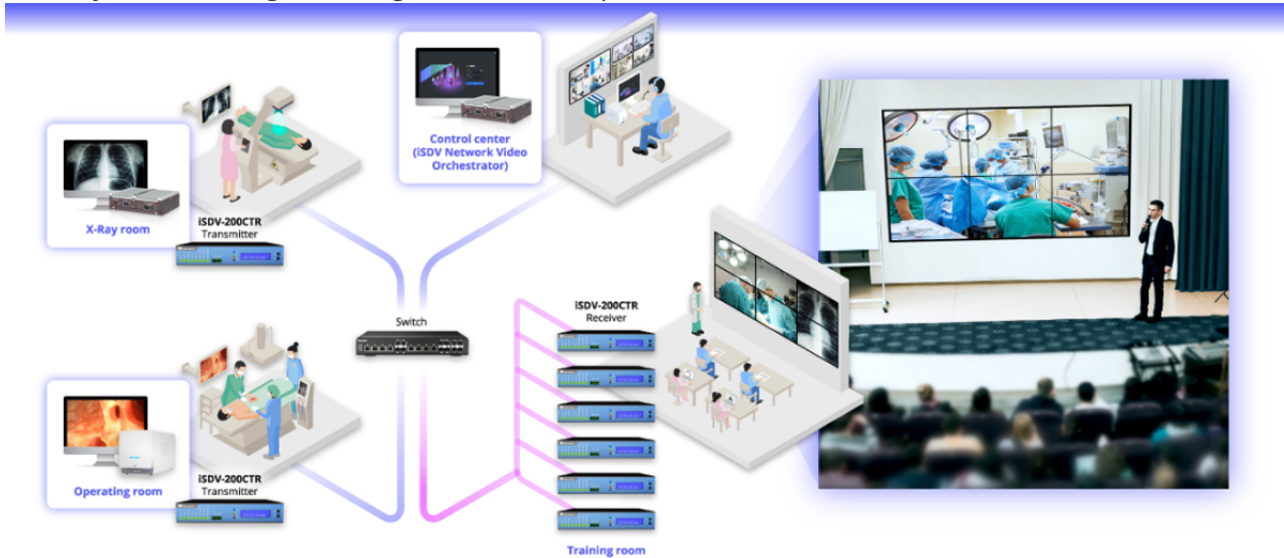 Control center
(iSDV Network Video
Orchestrator)
X-Ray room
iSDV-200CTR
Transmitter
Switch
iSDV-200CTR
Receiver
Operating room
iSDV-200CTR
Transmitter
Training room